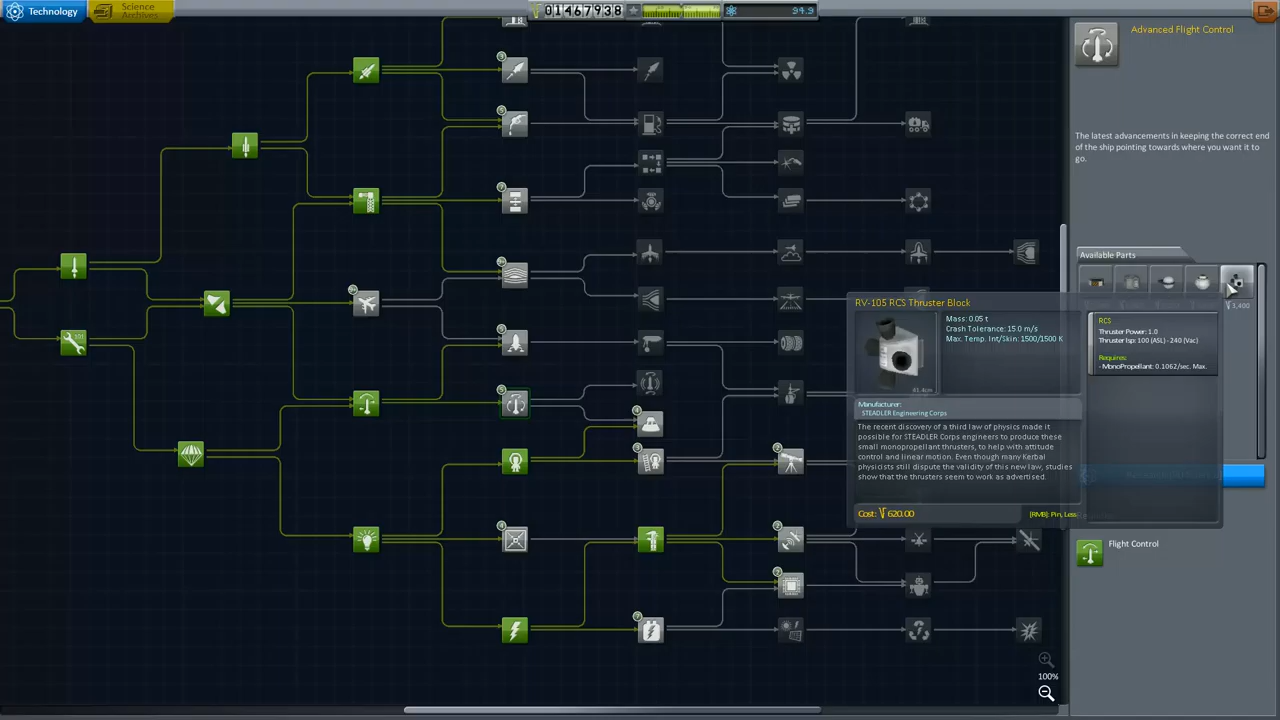 Technology
Science
Archives
01467938
94.9
Advanced Flight Control
The latest advancements in keeping the correct end
of the ship pointing towards where you want it to
go.
Available Parts
3,400
RV-105 RCS Thruster Block
Mass: 0.05 t
Crash Tolerance: 15.0 m/s
Max. Temp. Int/Skin: 1500/1500 K
RCS
Thruster Power: 1.0
Thruster Isp: 100 (ASL) - 240 (Vac)
Requires:
- MonoPropellant: 0.1062/sec. Max.
Manufacturer:
STEADLER Engineering Corps
The recent discovery of a third law of physics made it
possible for STEADLER Corps engineers to produce these
small monopropellant thrusters, to help with attitude
control and linear motion. Even though many Kerbal
physicists still dispute the validity of this new law, studies
show that the thrusters seem to work as advertised.
Cost: 620.00
[RMB]: Pin, Less
Flight Control
100%